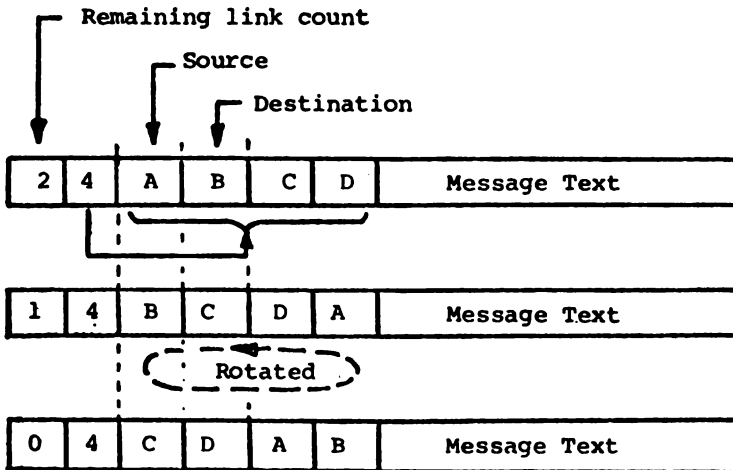 Remaining link count
Source
Destination
2 4 A B C D Message Text
1 4 B C D A Message Text
Rotated
0 4 C D A B Message Text